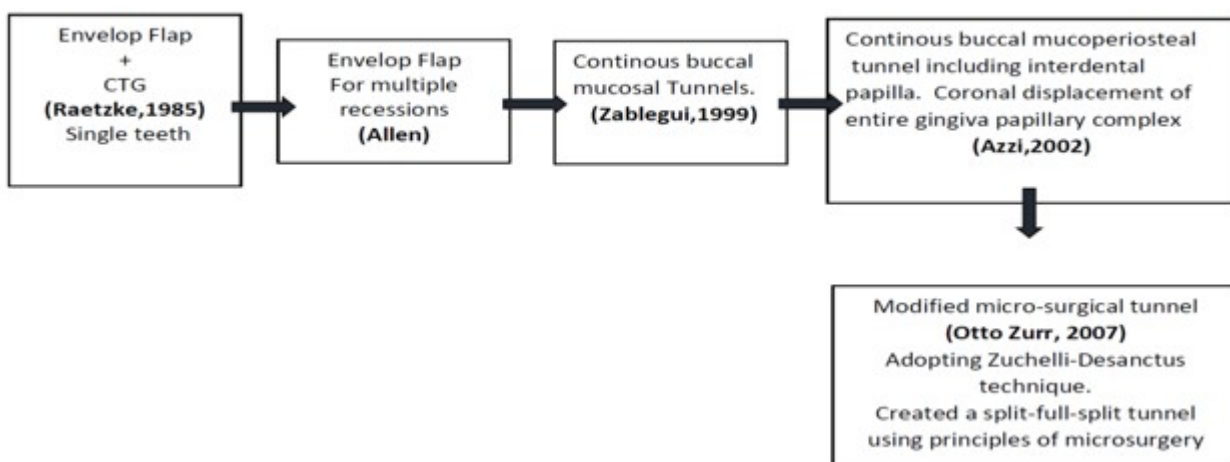 Envelop Flap
+
CTG
(Raetzke,1985)
Single teeth
Envelop Flap
For multiple
recessions
(Allen)
Continous buccal
mucosal Tunnels.
(Zablegui,1999)
Continous buccal mucoperiosteal
tunnel including interdental
papilla. Coronal displacement of
entire gingiva papillary complex
(Azzi,2002)
Modified micro-surgical tunnel
(Otto Zurr, 2007)
Adopting Zuchelli-Desanctus
technique.
Created a split-full-split tunnel
using principles of microsurgery